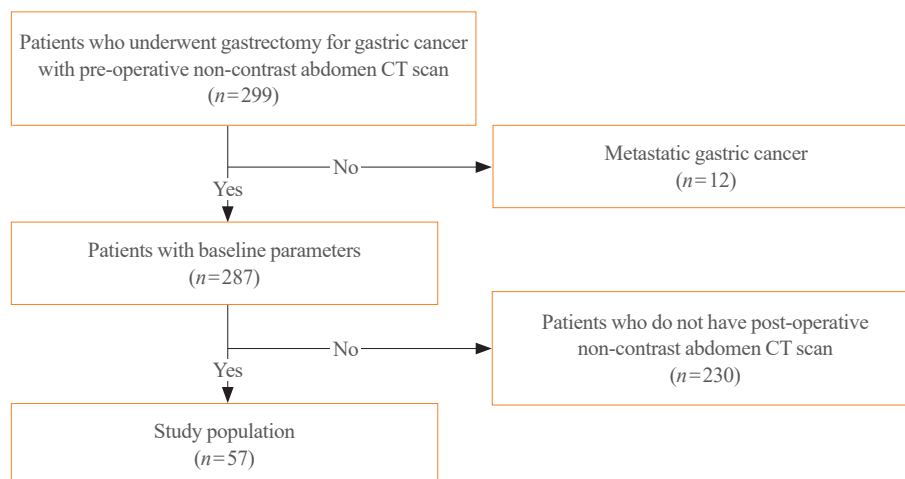 Patients who underwent gastrectomy for gastric cancer
with pre-operative non-contrast abdomen CT scan
(n=299)
No
Metastatic gastric cancer
(n=12)
Yes
Patients with baseline parameters
(n=287)
Patients who do not have post-operative
non-contrast abdomen CT scan
(n=230)
No
Yes
Study population
(n=57)